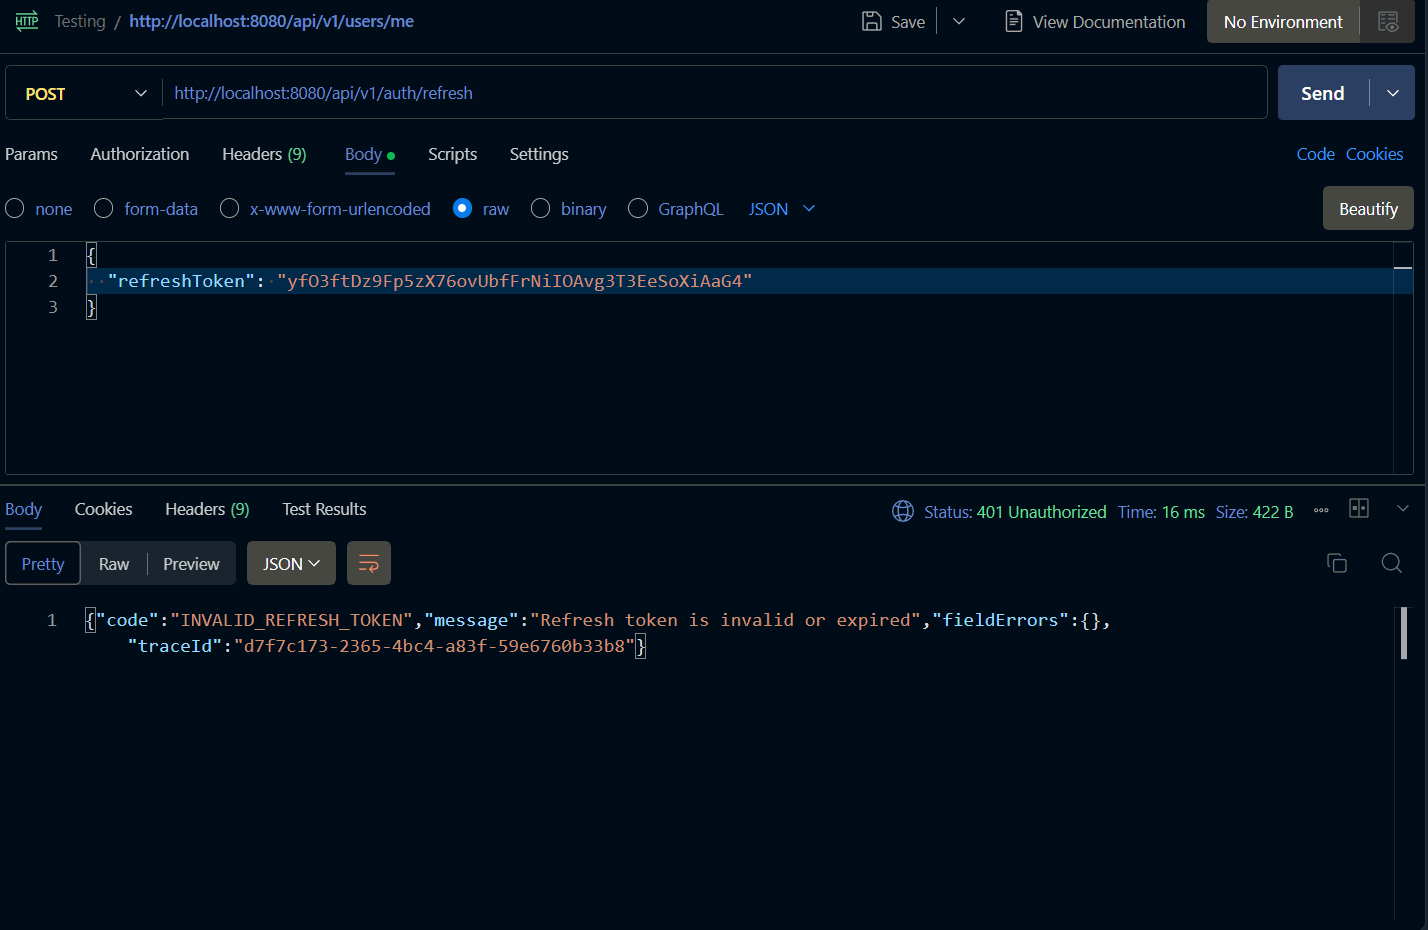 HTTP Testing / http://localhost:8080/api/v1/users/me Save View Documentation No Environment
POST http://localhost:8080/api/v1/auth/refresh Send
Params Authorization Headers (9) Body Scripts Settings Code Cookies
none form-data x-www-form-urlencoded raw binary GraphQL JSON Beautify
1 {
2 "refreshToken": "yfO3ftDz9Fp5zX76ovUbfFrNiIOAvg3T3EeSoXiAaG4"
3 }
Body Cookies Headers (9) Test Results Status: 401 Unauthorized Time: 16 ms Size: 422 B
Pretty Raw Preview JSON
1 {"code":"INVALID_REFRESH_TOKEN","message":"Refresh token is invalid or expired","fieldErrors":{},
"traceId":"d7f7c173-2365-4bc4-a83f-59e6760b33b8"}